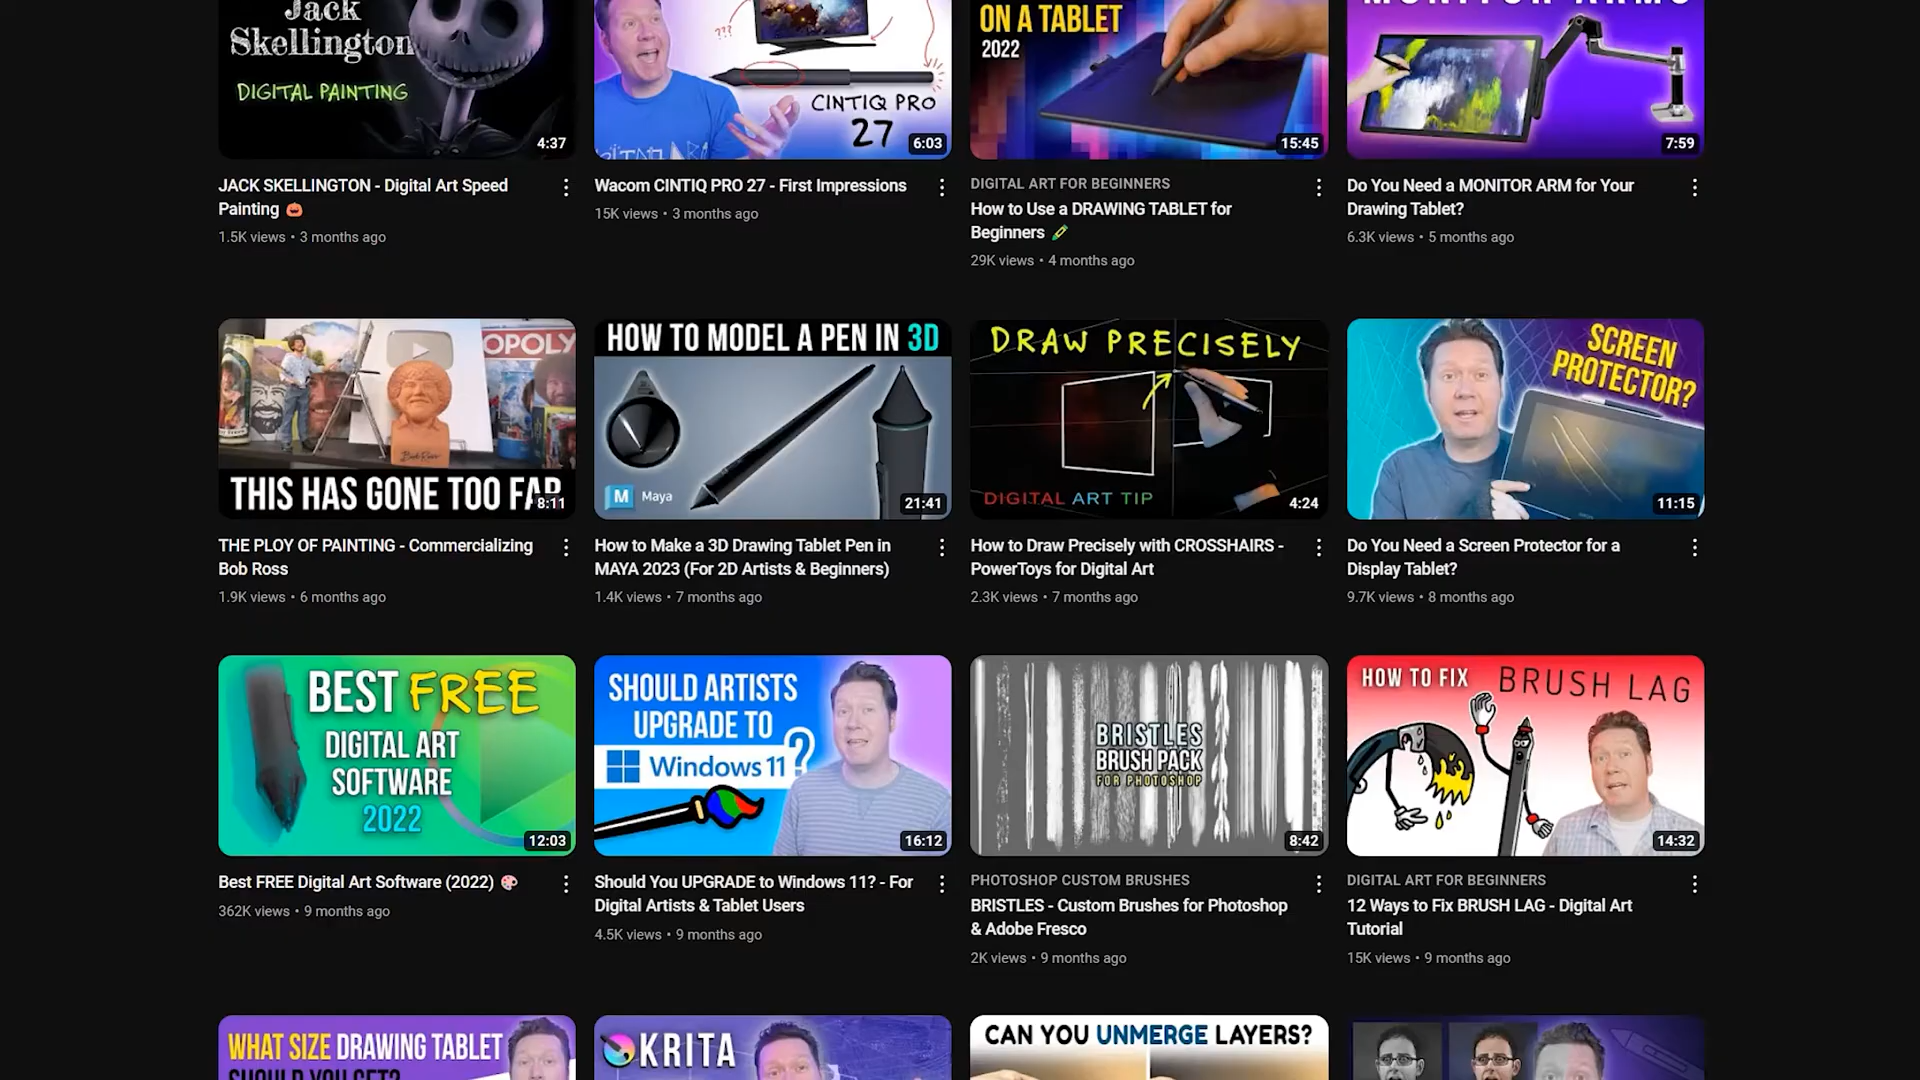 Jack
Skellington
DIGITAL PAINTING
4:37
???
CINTIQ PRO
27
6:03
ON A TABLET
2022
15:45
MONITOR ARMS
7:59
JACK SKELLINGTON - Digital Art Speed
Painting 🎃
1.5K views • 3 months ago
Wacom CINTIQ PRO 27 - First Impressions
15K views • 3 months ago
DIGITAL ART FOR BEGINNERS
How to Use a DRAWING TABLET for
Beginners 🖍
29K views • 4 months ago
Do You Need a MONITOR ARM for Your
Drawing Tablet?
6.3K views • 5 months ago
OPOLY
Bob Ross
THIS HAS GONE TOO FAR
8:11
HOW TO MODEL A PEN IN 3D
M Maya
21:41
DRAW PRECISELY
DIGITAL ART TIP
4:24
SCREEN
PROTECTOR?
11:15
THE PLOY OF PAINTING - Commercializing
Bob Ross
1.9K views • 6 months ago
How to Make a 3D Drawing Tablet Pen in
MAYA 2023 (For 2D Artists & Beginners)
1.4K views • 7 months ago
How to Draw Precisely with CROSSHAIRS -
PowerToys for Digital Art
2.3K views • 7 months ago
Do You Need a Screen Protector for a
Display Tablet?
9.7K views • 8 months ago
BEST FREE
DIGITAL ART
SOFTWARE
2022
12:03
SHOULD ARTISTS
UPGRADE TO
Windows 11 ?
16:12
BRISTLES
BRUSH PACK
FOR PHOTOSHOP
8:42
HOW TO FIX BRUSH LAG
14:32
Best FREE Digital Art Software (2022) 🎨
362K views • 9 months ago
Should You UPGRADE to Windows 11? - For
Digital Artists & Tablet Users
4.5K views • 9 months ago
PHOTOSHOP CUSTOM BRUSHES
BRISTLES - Custom Brushes for Photoshop
& Adobe Fresco
2K views • 9 months ago
DIGITAL ART FOR BEGINNERS
12 Ways to Fix BRUSH LAG - Digital Art
Tutorial
15K views • 9 months ago
WHAT SIZE DRAWING TABLET
SHOULD YOU GET?
KRITA
CAN YOU UNMERGE LAYERS?